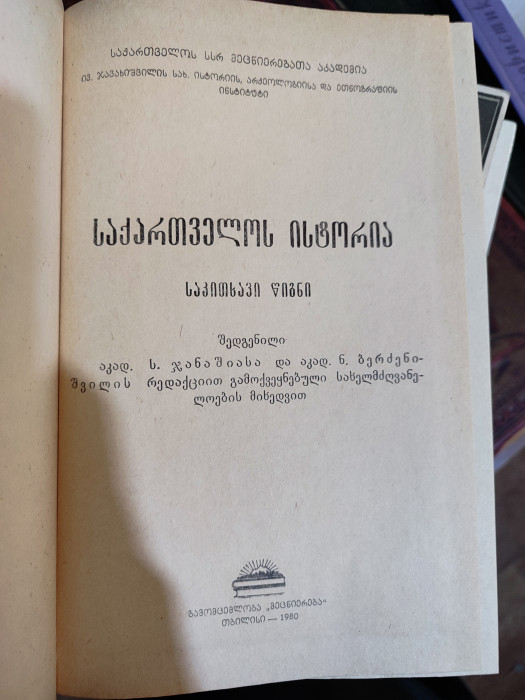 საქართველოს სსრ მეცნიერებათა აკადემია
ივ. ჯავახიშვილის სახ. ისტორიის, არქეოლოგიისა და ეთნოგრაფიის
ინსტიტუტი
საქართველოს ისტორია
საკითხავი წიგნი
შედგენილი
აკად. ს. ჯანაშიასა და აკად. ნ. ბერძენი-
შვილის რედაქციით გამოქვეყნებული სახელმძღვანე-
ლოების მიხედვით
გამომცემლობა „მეცნიერება“
თბილისი — 1980